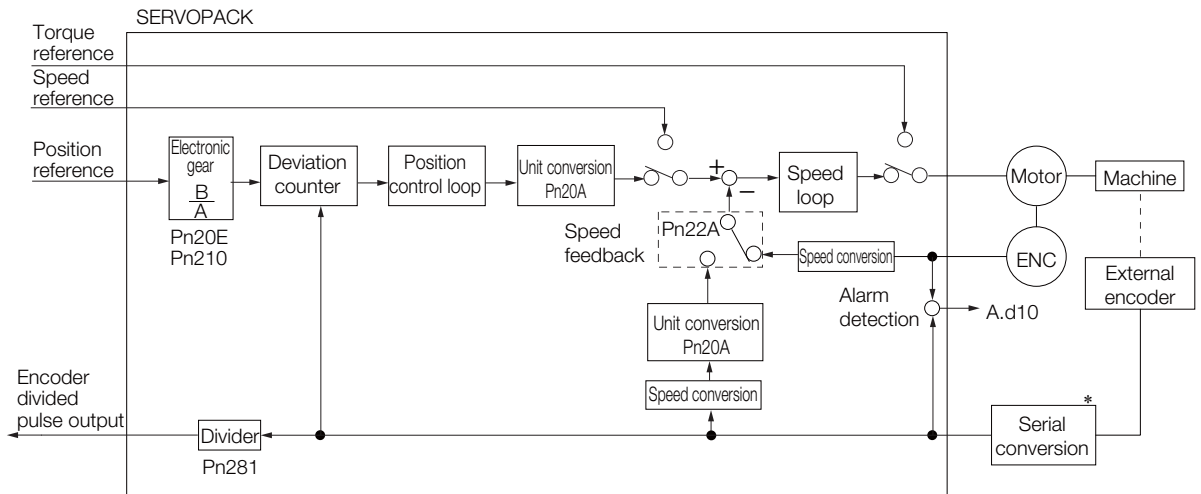 SERVOPACK
Torque
reference
Speed
reference
Position
reference
Electronic
gear
B
A
Pn20E
Pn210
Deviation
counter
Position
control loop
Unit conversion
Pn20A
+
−
Speed
loop
Motor
Machine
Speed
feedback
Pn22A
Speed conversion
ENC
External
encoder
Alarm
detection
A.d10
Unit conversion
Pn20A
Speed conversion
Encoder
divided
pulse output
Divider
Pn281
Serial
conversion
*